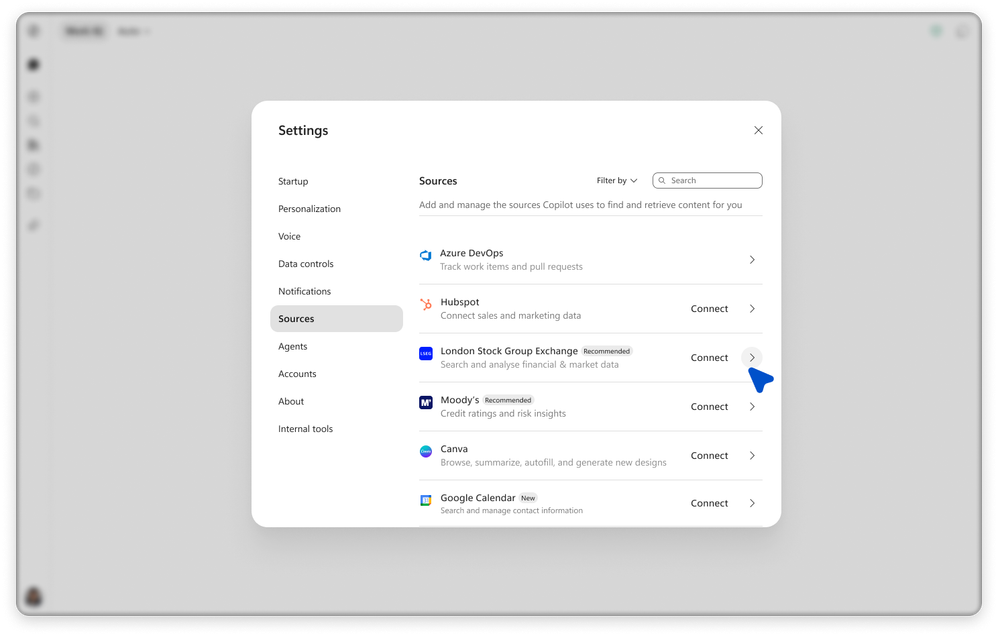 Settings
Startup
Personalization
Voice
Data controls
Notifications
Sources
Agents
Accounts
About
Internal tools
Sources
Filter by
Search
Add and manage the sources Copilot uses to find and retrieve content for you
Azure DevOps
Track work items and pull requests
Hubspot
Connect sales and marketing data
Connect
LSEG
London Stock Group Exchange Recommended
Search and analyse financial & market data
Connect
M
Moody's Recommended
Credit ratings and risk insights
Connect
Canva
Canva
Browse, summarize, autofill, and generate new designs
Connect
Google Calendar New
Search and manage contact information
Connect